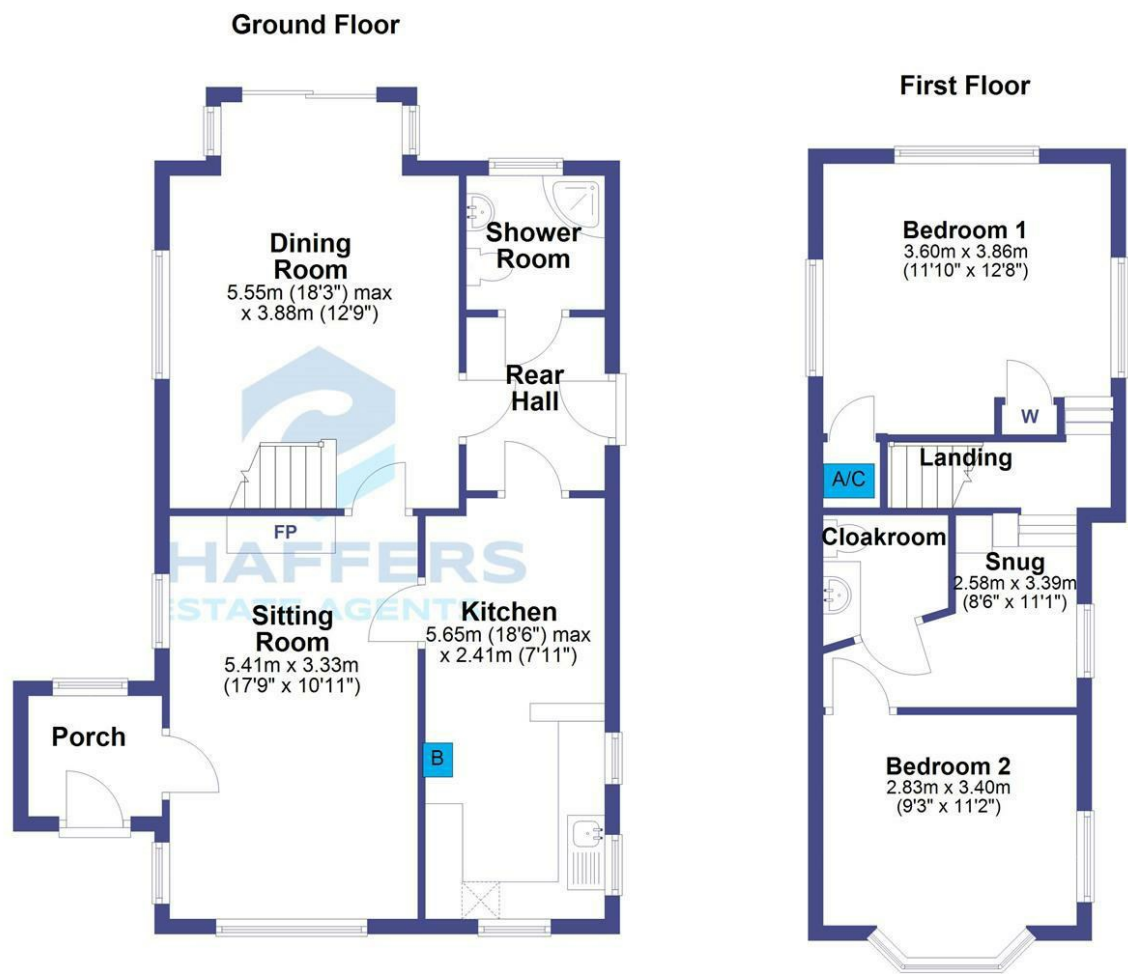 Ground Floor
First Floor
Dining
Room
5.55m (18'3") max
x 3.88m (12'9")
Shower
Room
Rear
Hall
FP
HAFFERS
ESTATE AGENTS
Sitting
Room
5.41m x 3.33m
(17'9" x 10'11")
Kitchen
5.65m (18'6") max
x 2.41m (7'11")
Porch
B
Bedroom 1
3.60m x 3.86m
(11'10" x 12'8")
W
Landing
A/C
Cloakroom
Snug
2.58m x 3.39m
(8'6" x 11'1")
Bedroom 2
2.83m x 3.40m
(9'3" x 11'2")